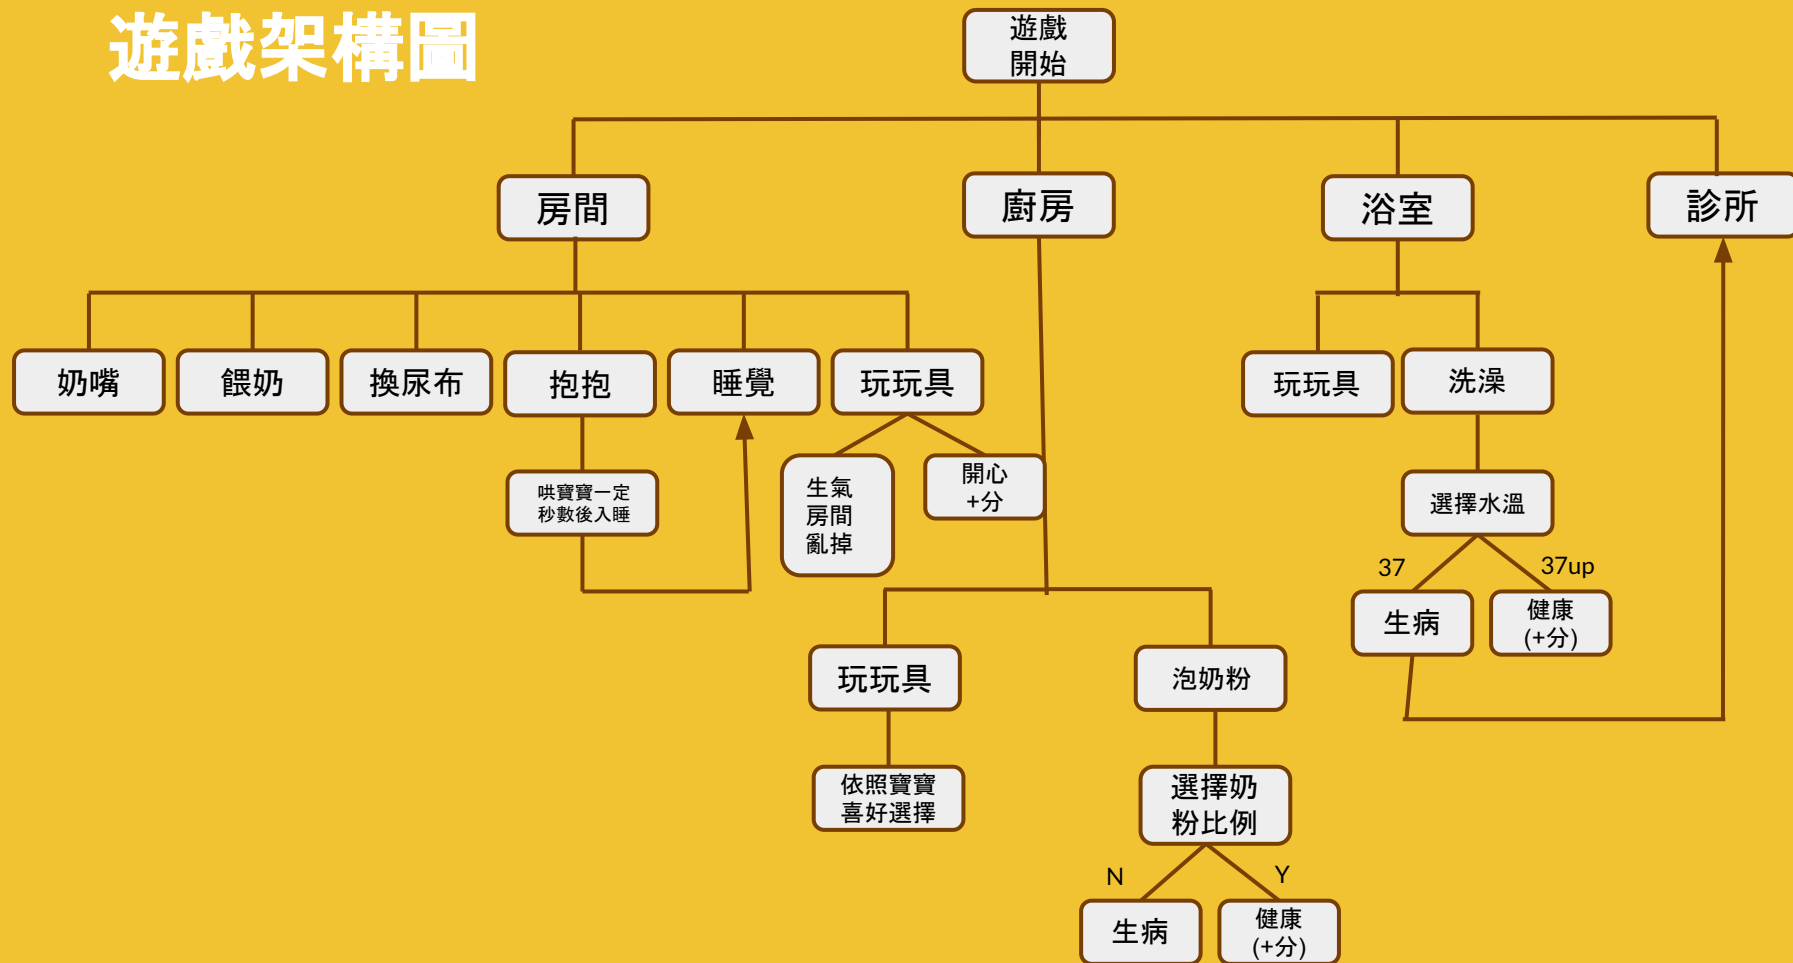 遊戲架構圖
遊戲
開始
房間
廚房
浴室
診所
奶嘴
餵奶
換尿布
抱抱
睡覺
玩玩具
玩玩具
洗澡
哄寶寶一定
秒數後入睡
生氣
房間
亂掉
開心
+分
選擇水溫
37
37up
生病
健康
(+分)
玩玩具
泡奶粉
依照寶寶
喜好選擇
選擇奶
粉比例
N
Y
生病
健康
(+分)